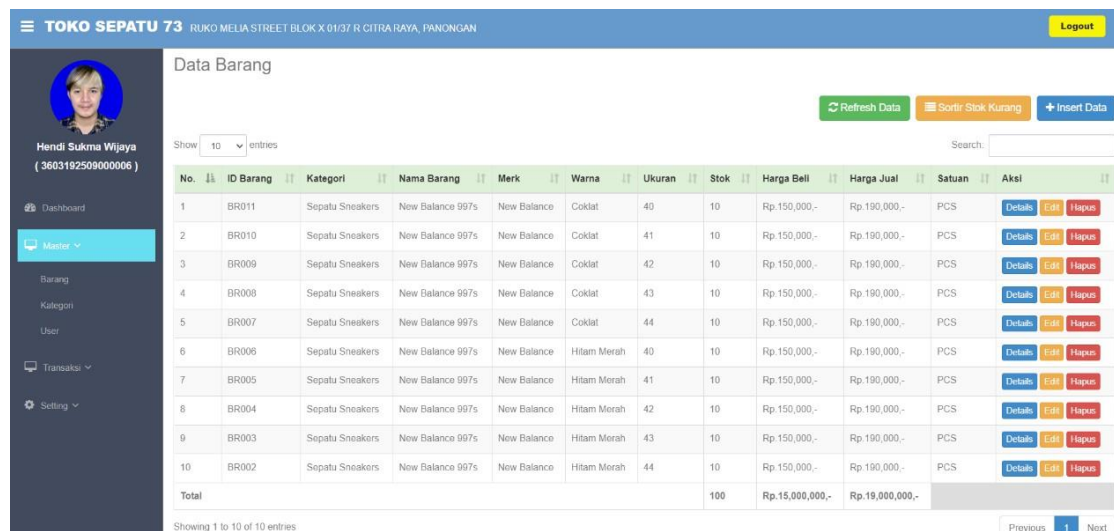 TOKO SEPATU 73 RUKO MELIA STREET BLOK X 01/37 R CITRA RAYA, PANONGAN
Logout
Hendi Sukma Wijaya
( 3603192509000006 )
Dashboard
Master
Barang
Kategori
User
Transaksi
Setting
Data Barang
Refresh Data Sortir Stok Kurang + Insert Data
Show 10 entries Search:
No. ID Barang Kategori Nama Barang Merk Warna Ukuran Stok Harga Beli Harga Jual Satuan Aksi
1 BR011 Sepatu Sneakers New Balance 997s New Balance Coklat 40 10 Rp.150,000,- Rp.190,000,- PCS Details Edit Hapus
2 BR010 Sepatu Sneakers New Balance 997s New Balance Coklat 41 10 Rp.150,000,- Rp.190,000,- PCS Details Edit Hapus
3 BR009 Sepatu Sneakers New Balance 997s New Balance Coklat 42 10 Rp.150,000,- Rp.190,000,- PCS Details Edit Hapus
4 BR008 Sepatu Sneakers New Balance 997s New Balance Coklat 43 10 Rp.150,000,- Rp.190,000,- PCS Details Edit Hapus
5 BR007 Sepatu Sneakers New Balance 997s New Balance Coklat 44 10 Rp.150,000,- Rp.190,000,- PCS Details Edit Hapus
6 BR006 Sepatu Sneakers New Balance 997s New Balance Hitam Merah 40 10 Rp.150,000,- Rp.190,000,- PCS Details Edit Hapus
7 BR005 Sepatu Sneakers New Balance 997s New Balance Hitam Merah 41 10 Rp.150,000,- Rp.190,000,- PCS Details Edit Hapus
8 BR004 Sepatu Sneakers New Balance 997s New Balance Hitam Merah 42 10 Rp.150,000,- Rp.190,000,- PCS Details Edit Hapus
9 BR003 Sepatu Sneakers New Balance 997s New Balance Hitam Merah 43 10 Rp.150,000,- Rp.190,000,- PCS Details Edit Hapus
10 BR002 Sepatu Sneakers New Balance 997s New Balance Hitam Merah 44 10 Rp.150,000,- Rp.190,000,- PCS Details Edit Hapus
Total 100 Rp.15,000,000,- Rp.19,000,000,-
Showing 1 to 10 of 10 entries Previous 1 Next